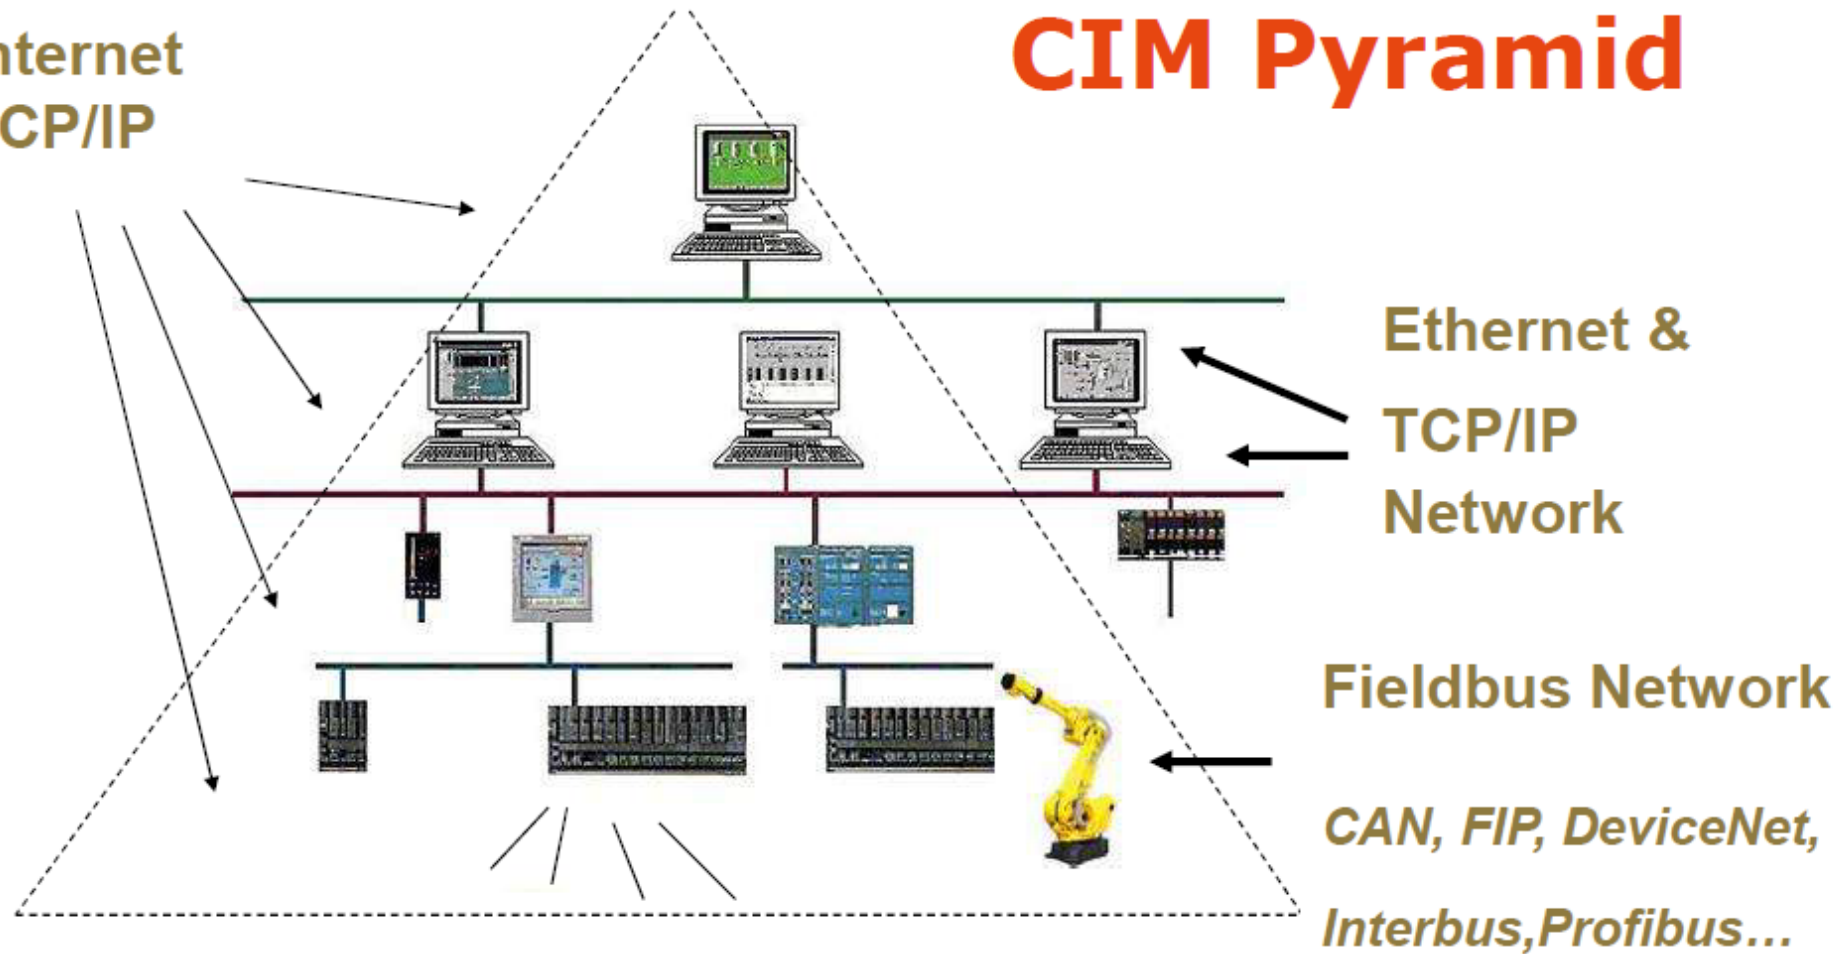 CIM Pyramid
nternet
CP/IP
Ethernet &
TCP/IP
Network
Fieldbus Network
CAN, FIP, DeviceNet,
Interbus,Profibus...